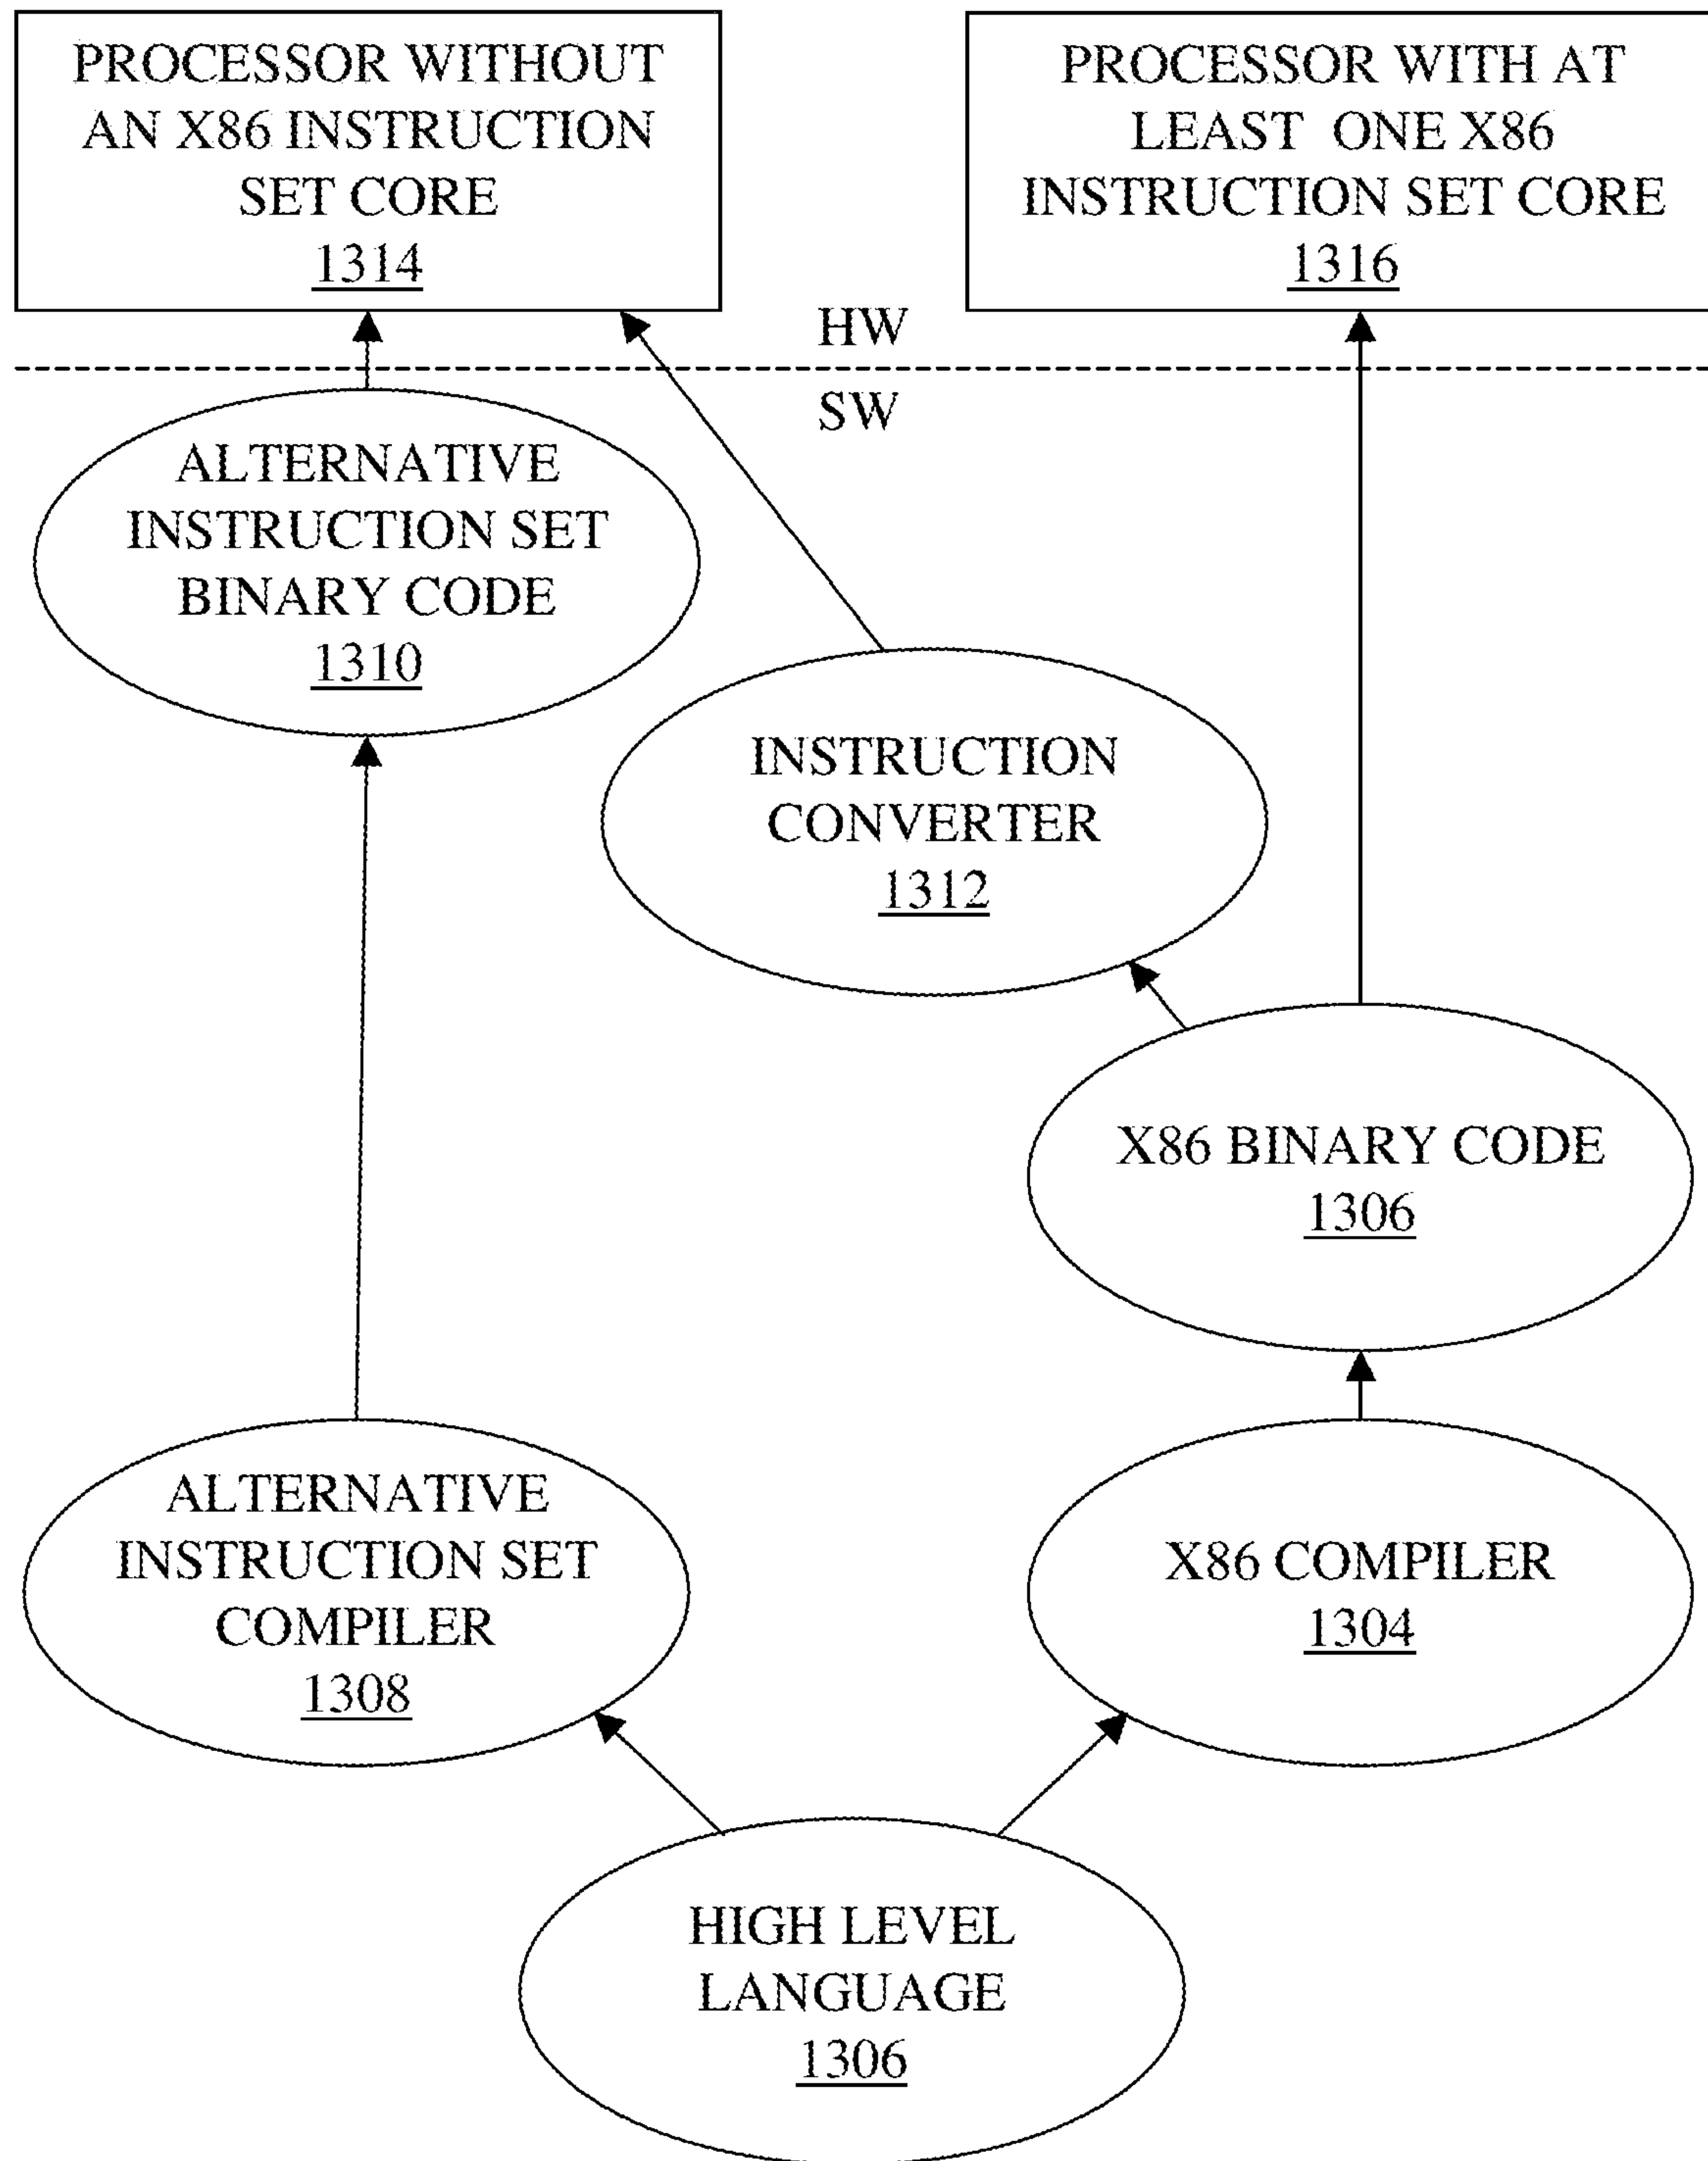 PROCESSOR WITHOUT
AN X86 INSTRUCTION
SET CORE
1314
PROCESSOR WITH AT
LEAST ONE X86
INSTRUCTION SET CORE
1316
HW
SW
ALTERNATIVE
INSTRUCTION SET
BINARY CODE
1310
INSTRUCTION
CONVERTER
1312
X86 BINARY CODE
1306
ALTERNATIVE
INSTRUCTION SET
COMPILER
1308
X86 COMPILER
1304
HIGH LEVEL
LANGUAGE
1306